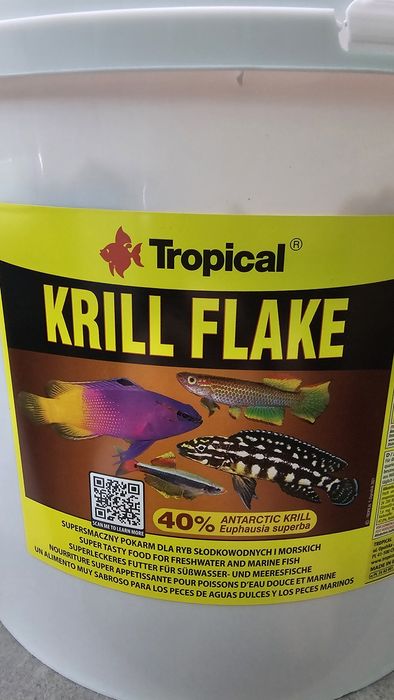 Tropical®
KRILL FLAKE
SCAN ME TO LEARN MORE
40% ANTARCTIC KRILL
Euphausia superba
SUPERSMACZNY POKARM DLA RYB SŁODKOWODNYCH I MORSKICH
SUPER TASTY FOOD FOR FRESHWATER AND MARINE FISH
SUPERLECKERES FUTTER FÜR SÜßWASSER- UND MEERESFISCHE
NOURRITURE SUPER APPETISSANTE POUR POISSONS D'EAU DOUCE ET MARINE
UN ALIMENTO MUY SABROSO PARA LOS PECES DE AGUAS DULCES Y LOS PECES MARINOS